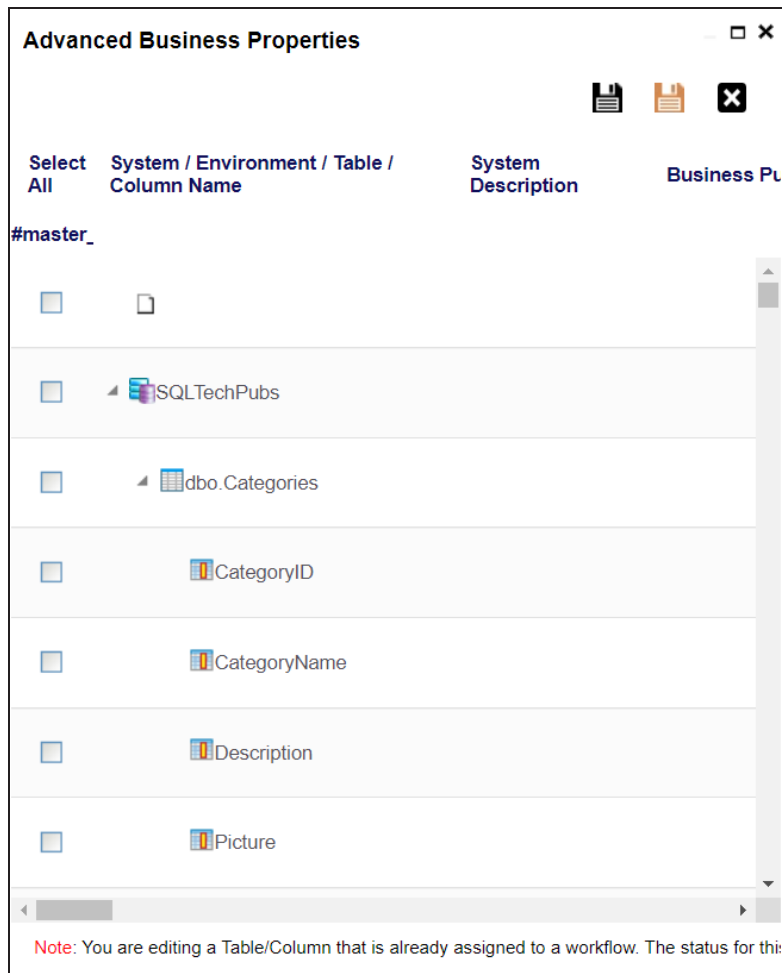 Advanced Business Properties
Select All
System / Environment / Table / Column Name
System Description
Business Pu
#master_
SQLTechPubs
dbo.Categories
CategoryID
CategoryName
Description
Picture
Note: You are editing a Table/Column that is already assigned to a workflow. The status for this